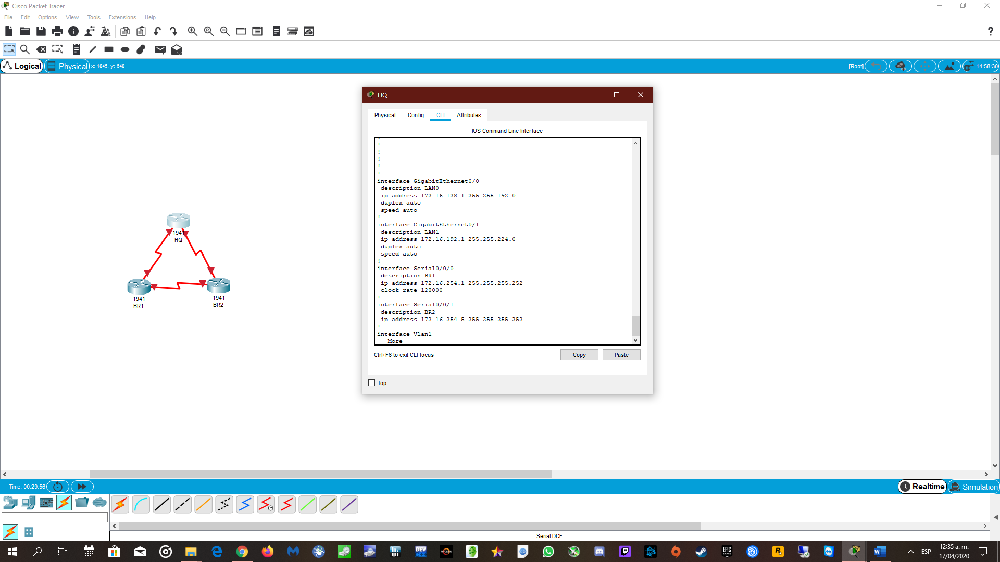 Cisco Packet Tracer
File Edit Options View Tools Extensions Help
Logical Physical x: 1845, y: 648 [Root] 14:58:30
HQ
Physical Config CLI Attributes
IOS Command Line Interface
!
!
!
!
!
interface GigabitEthernet0/0
description LAN0
ip address 172.16.128.1 255.255.192.0
duplex auto
speed auto
!
interface GigabitEthernet0/1
description LAN1
ip address 172.16.192.1 255.255.224.0
duplex auto
speed auto
!
interface Serial0/0/0
description BR1
ip address 172.16.254.1 255.255.255.252
clock rate 128000
!
interface Serial0/0/1
description BR2
ip address 172.16.254.5 255.255.255.252
!
interface Vlan1
--More--
Ctrl+F6 to exit CLI focus Copy Paste
Top
1941
HQ
1941
BR1
1941
BR2
Time: 00:29:56 Realtime Simulation
Serial DCE
ESP
12:35 a. m.
17/04/2020